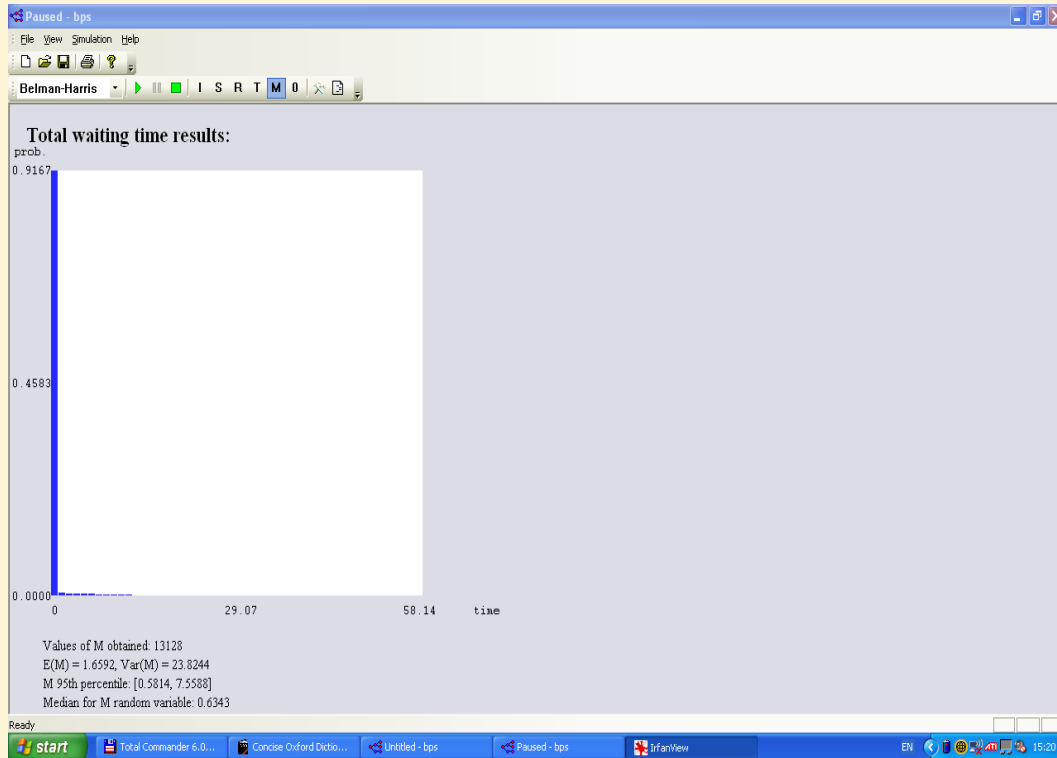 Paused - bps
File View Simulation Help
Belman-Harris I S R T M 0
Total waiting time results:
prob.
0.9167
0.4583
0.0000
0 29.07 58.14 time
Values of M obtained: 13128
E(M) = 1.6592, Var(M) = 23.8244
M 95th percentile: [0.5814, 7.5588]
Median for M random variable: 0.6343
Ready
start Total Commander 6.0... Concise Oxford Dictio... Untitled - bps Paused - bps IrfanView EN 15:20